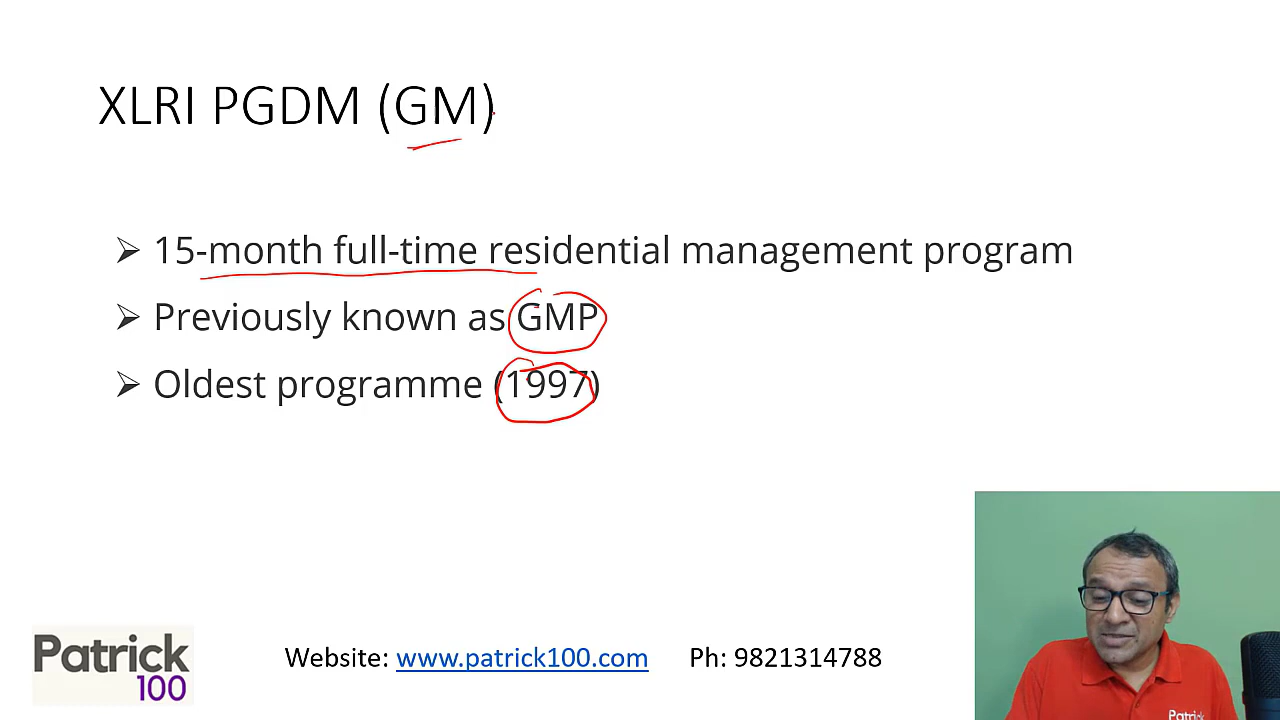 XLRI PGDM (GM)
15-month full-time residential management program
Previously known as GMP
Oldest programme (1997)
Patrick
100
Website: www.patrick100.com Ph: 9821314788
Patrick